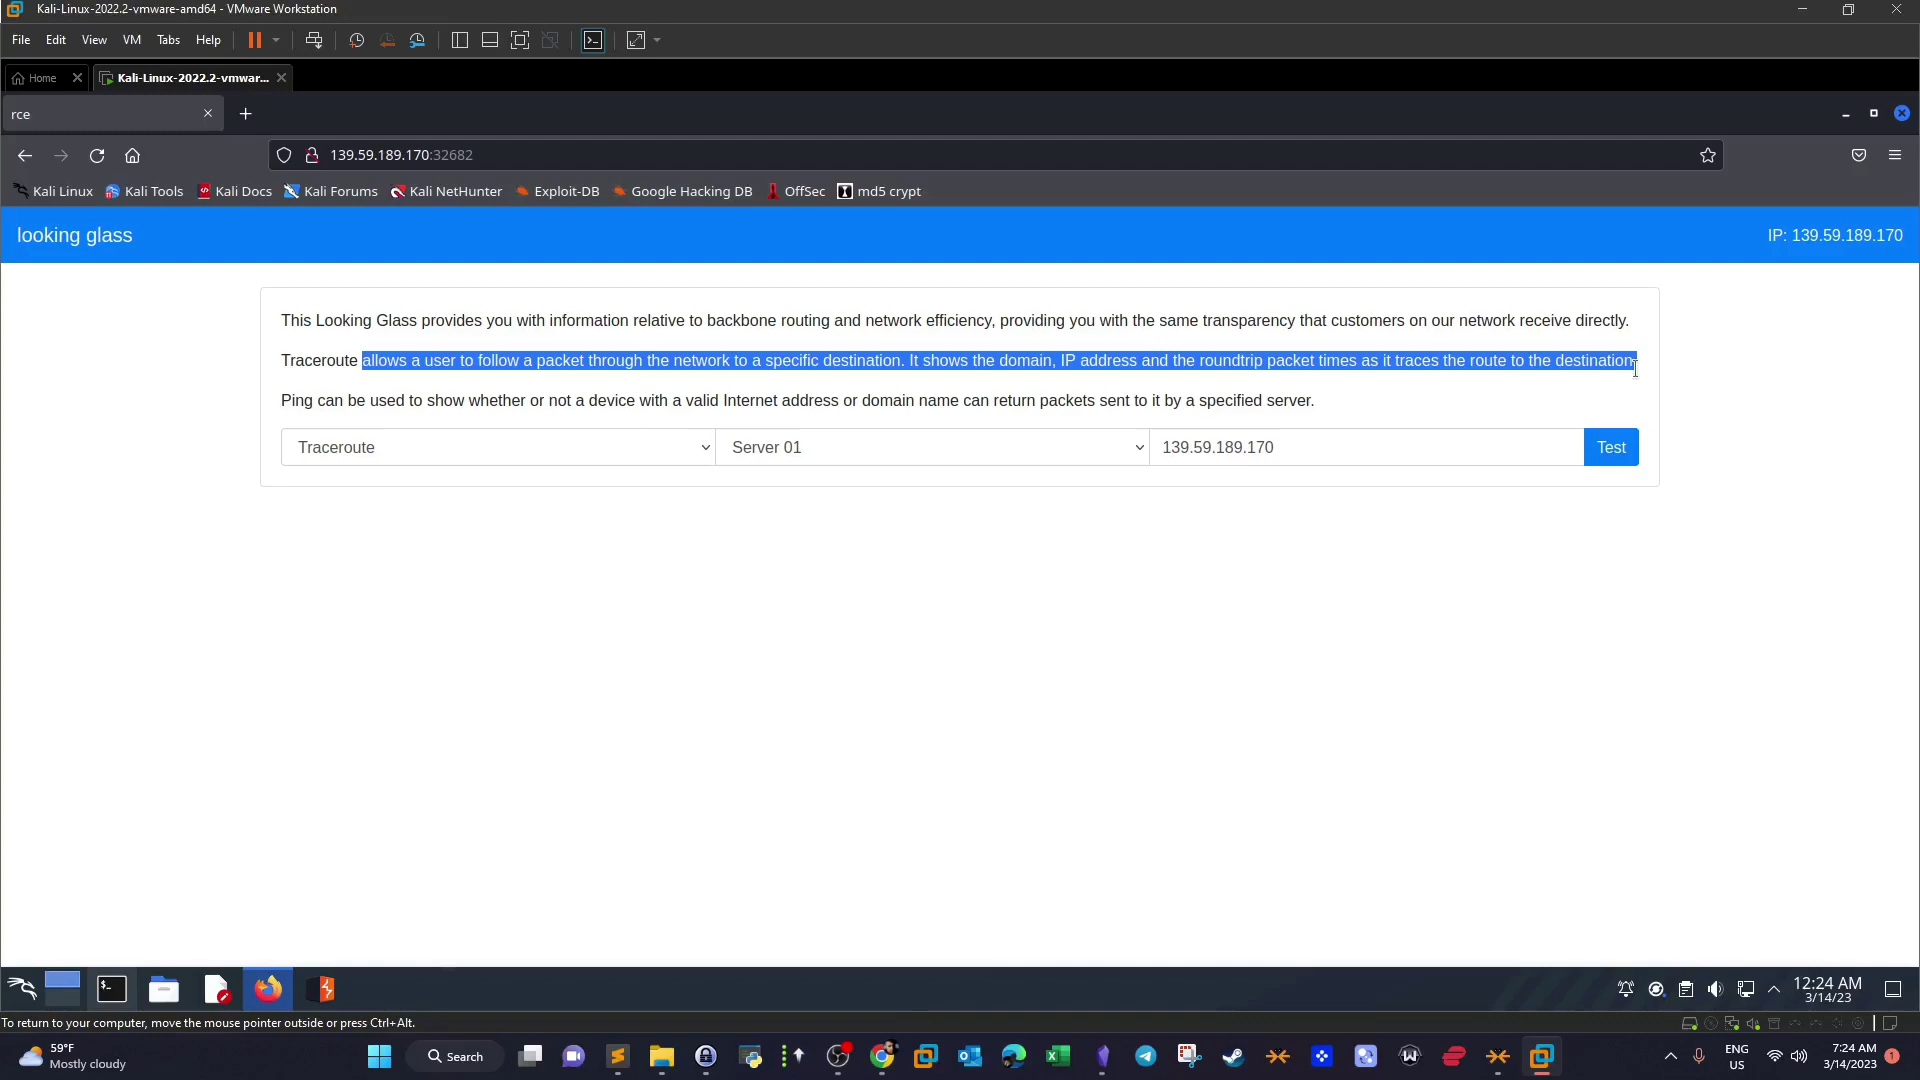 Kali-Linux-2022.2-vmware-amd64 - VMware Workstation
File Edit View VM Tabs Help
Home Kali-Linux-2022.2-vmwar...
rce
139.59.189.170:32682
Kali Linux Kali Tools Kali Docs Kali Forums Kali NetHunter Exploit-DB Google Hacking DB OffSec md5 crypt
looking glass IP: 139.59.189.170
This Looking Glass provides you with information relative to backbone routing and network efficiency, providing you with the same transparency that customers on our network receive directly.
Traceroute allows a user to follow a packet through the network to a specific destination. It shows the domain, IP address and the roundtrip packet times as it traces the route to the destination.
Ping can be used to show whether or not a device with a valid Internet address or domain name can return packets sent to it by a specified server.
Traceroute Server 01 139.59.189.170 Test
12:24 AM
3/14/23
To return to your computer, move the mouse pointer outside or press Ctrl+Alt.
59°F
Mostly cloudy
Search
ENG
US
7:24 AM
3/14/2023
1